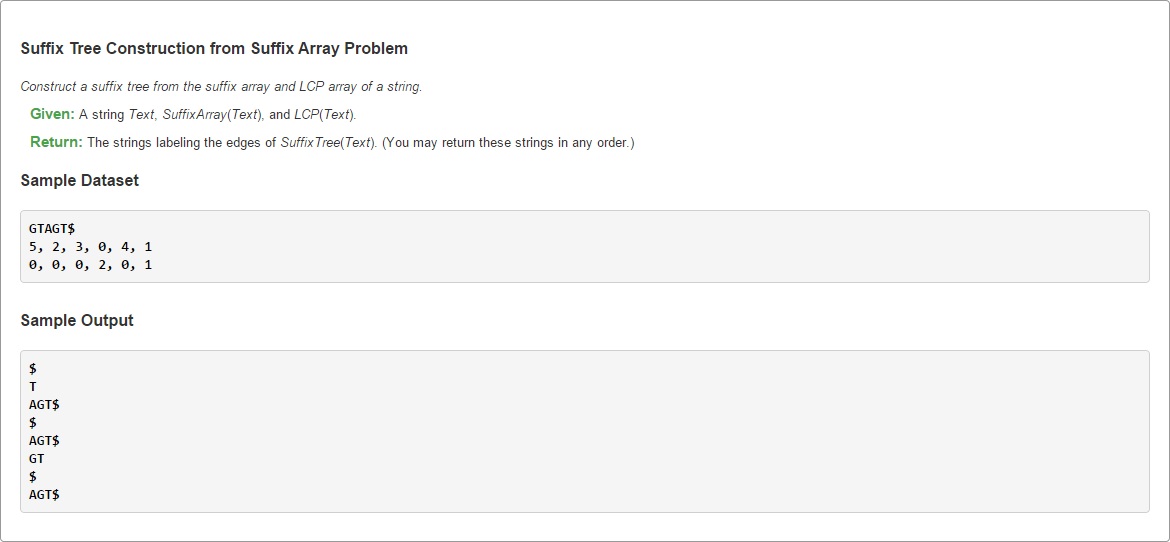 Suffix Tree Construction from Suffix Array Problem
Construct a suffix tree from the suffix array and LCP array of a string.
Given: A string Text, SuffixArray(Text), and LCP(Text).
Return: The strings labeling the edges of SuffixTree(Text). (You may return these strings in any order.)
Sample Dataset
GTAGT$
5, 2, 3, 0, 4, 1
0, 0, 0, 2, 0, 1
Sample Output
$
T
AGT$
$
AGT$
GT
$
AGT$